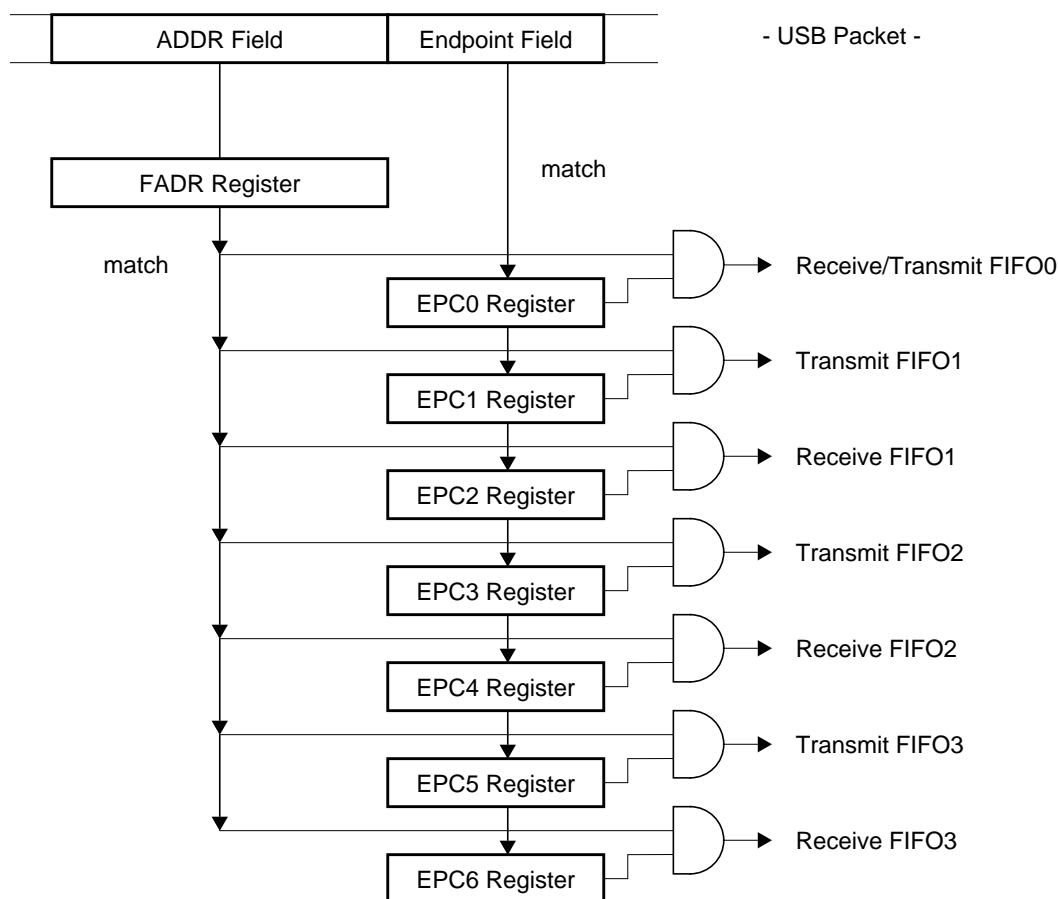 ADDR Field
Endpoint Field
- USB Packet -
match
FADR Register
match
Receive/Transmit FIFO0
EPC0 Register
Transmit FIFO1
EPC1 Register
Receive FIFO1
EPC2 Register
Transmit FIFO2
EPC3 Register
Receive FIFO2
EPC4 Register
Transmit FIFO3
EPC5 Register
Receive FIFO3
EPC6 Register